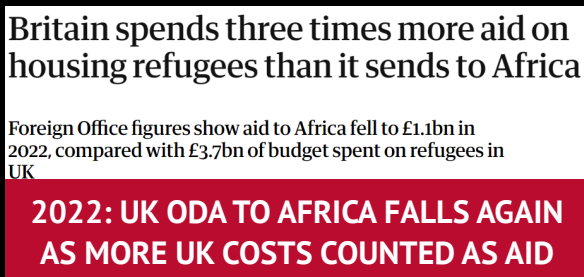 Britain spends three times more aid on
housing refugees than it sends to Africa
Foreign Office figures show aid to Africa fell to £1.1bn in
2022, compared with £3.7bn of budget spent on refugees in
UK
2022: UK ODA TO AFRICA FALLS AGAIN
AS MORE UK COSTS COUNTED AS AID